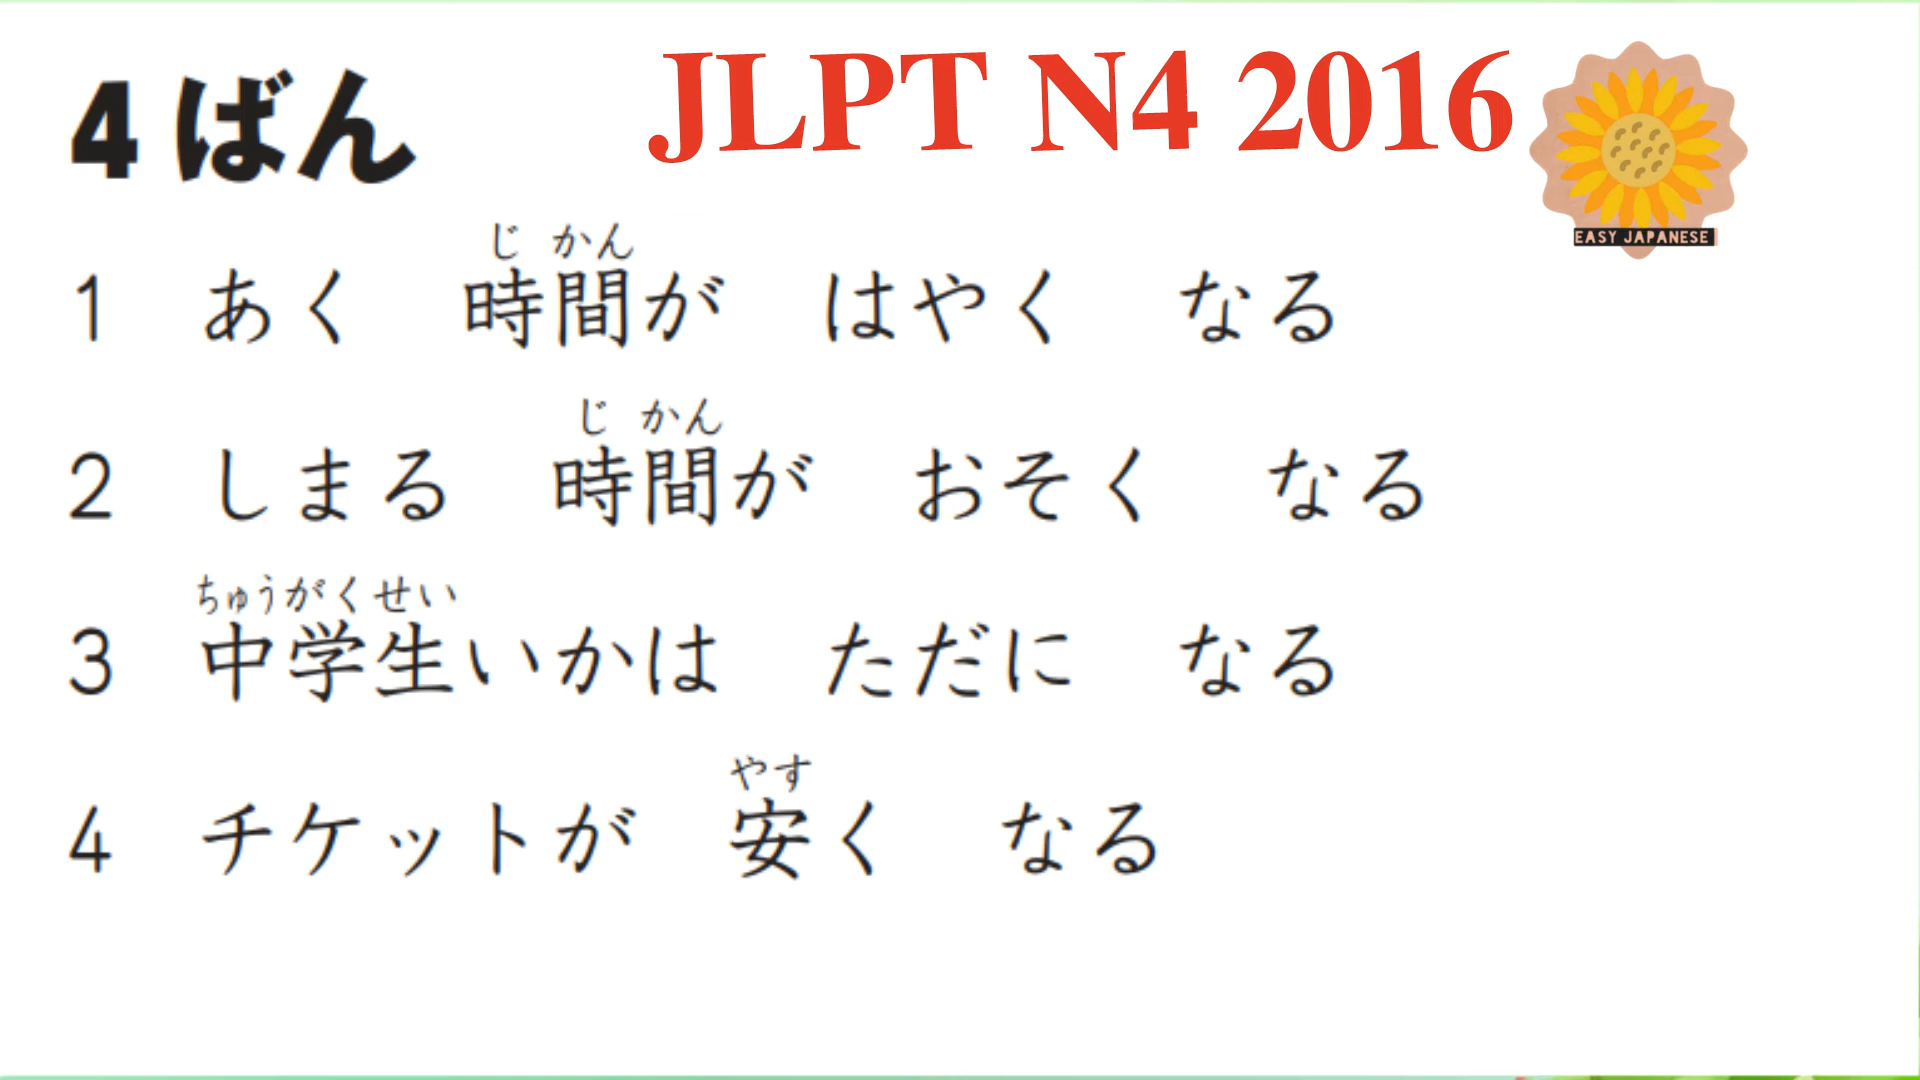 4ばん
JLPT N4 2016
EASY JAPANESE
じ かん
1 あく 時間が はやく なる
じ かん
2 しまる 時間が おそく なる
ちゅうがくせい
3 中学生いかは ただに なる
やす
4 チケットが 安く なる